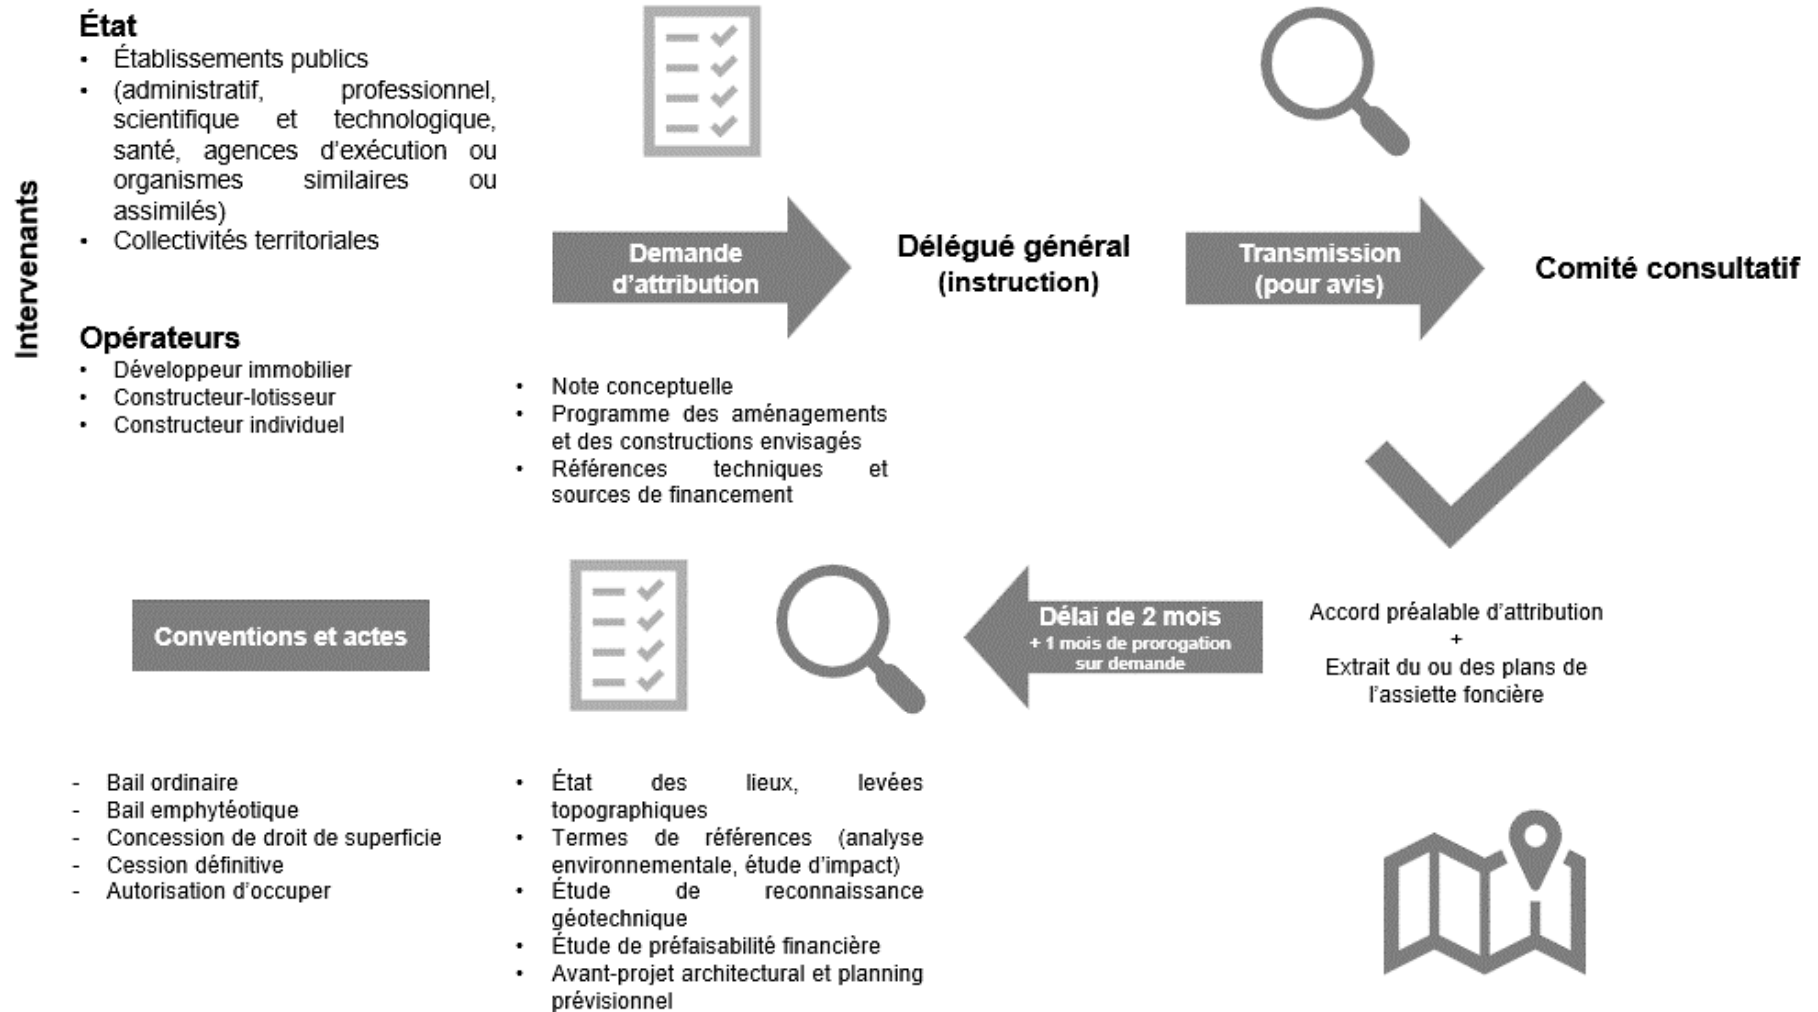 Intervenants
État
• Établissements publics
• (administratif, professionnel,
scientifique et technologique,
santé, agences d'exécution ou
organismes similaires ou
assimilés)
• Collectivités territoriales
Opérateurs
• Développeur immobilier
• Constructeur-lotisseur
• Constructeur individuel
Demande
d'attribution
• Note conceptuelle
• Programme des aménagements
et des constructions envisagés
• Références techniques et
sources de financement
Délégué général
(instruction)
Transmission
(pour avis)
Comité consultatif
Accord préalable d'attribution
+
Extrait du ou des plans de
l'assiette foncière
Délai de 2 mois
+ 1 mois de prorogation
sur demande
• État des lieux, levées
topographiques
• Termes de références (analyse
environnementale, étude d'impact)
• Étude de reconnaissance
géotechnique
• Étude de préfaisabilité financière
• Avant-projet architectural et planning
prévisionnel
Conventions et actes
- Bail ordinaire
- Bail emphytéotique
- Concession de droit de superficie
- Cession définitive
- Autorisation d'occuper